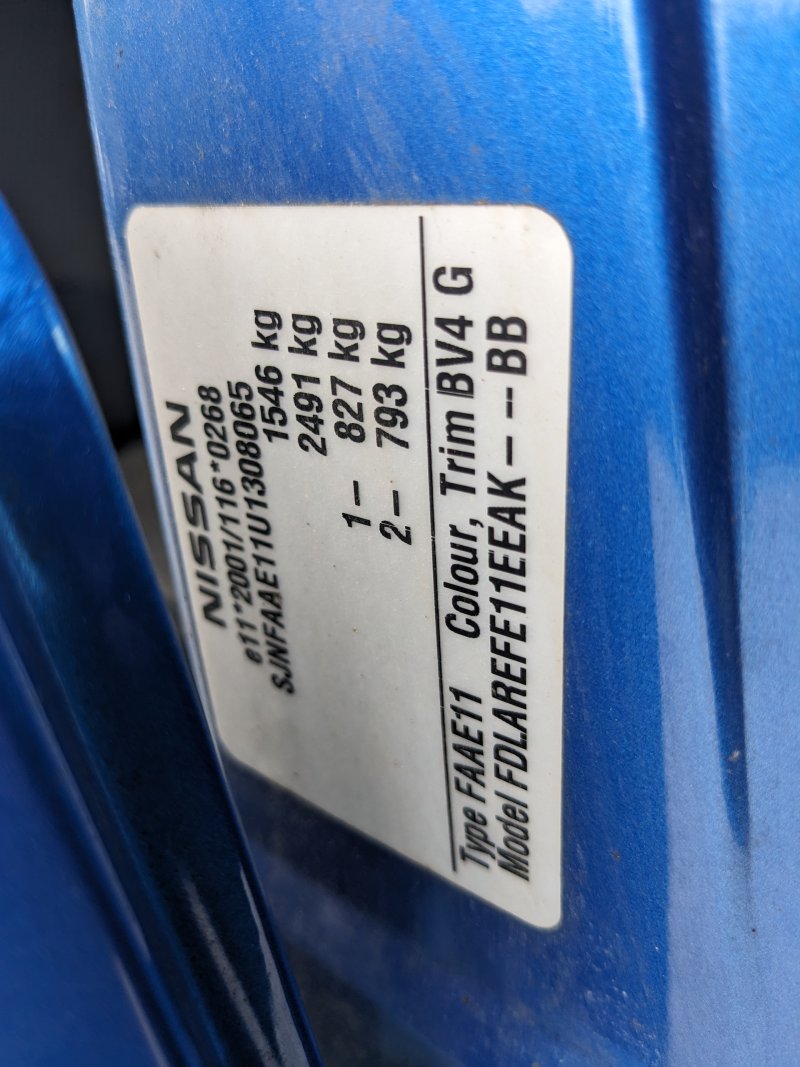 NISSAN
e11*2001/116*0268
SJNFAAE11U1308065
1546 kg
2491 kg
1– 827 kg
2– 793 kg
Type FAAE11 Colour, Trim BV4 G
Model FDLAREFE11EEAK–––BB